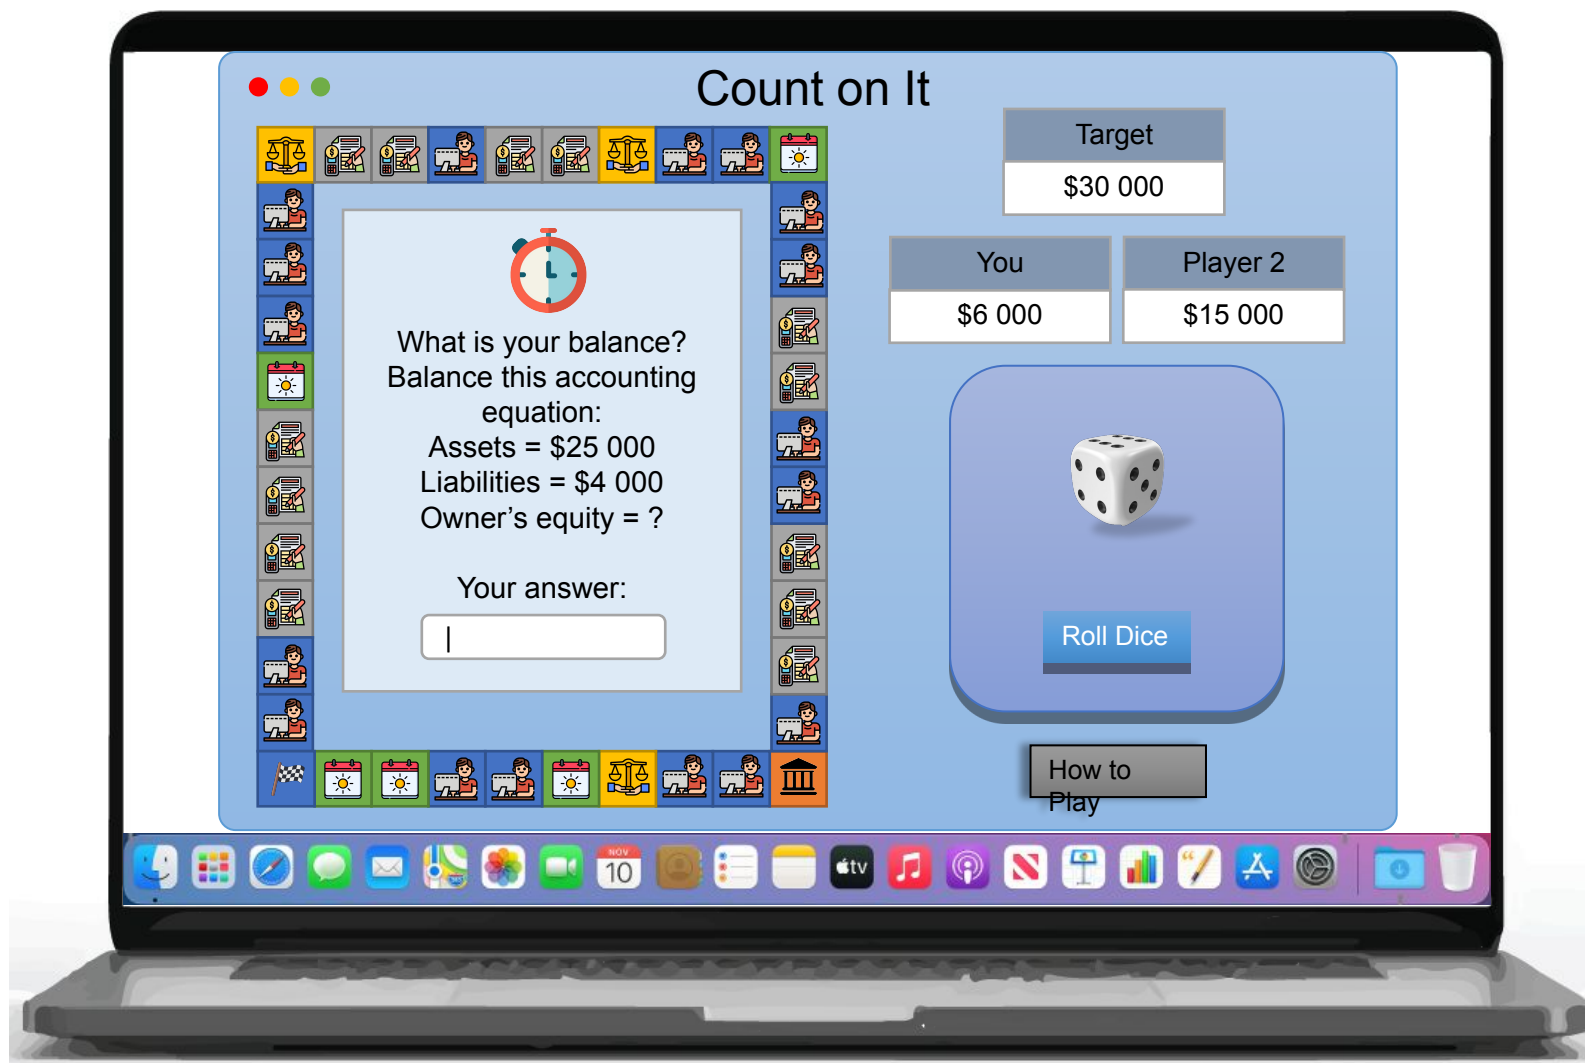 Count on It
Target
$30 000
You
Player 2
$6 000
$15 000
What is your balance?
Balance this accounting
equation:
Assets = $25 000
Liabilities = $4 000
Owner’s equity = ?
Your answer:
Roll Dice
How to
Play
NOV
10
tv